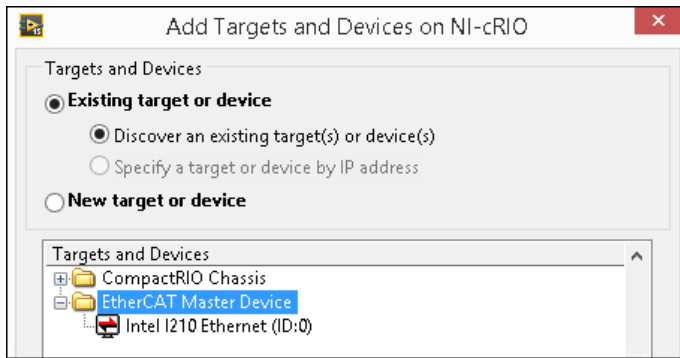 Add Targets and Devices on NI-cRIO
Targets and Devices
Existing target or device
Discover an existing target(s) or device(s)
Specify a target or device by IP address
New target or device
Targets and Devices
CompactRIO Chassis
EtherCAT Master Device
Intel I210 Ethernet (ID:0)